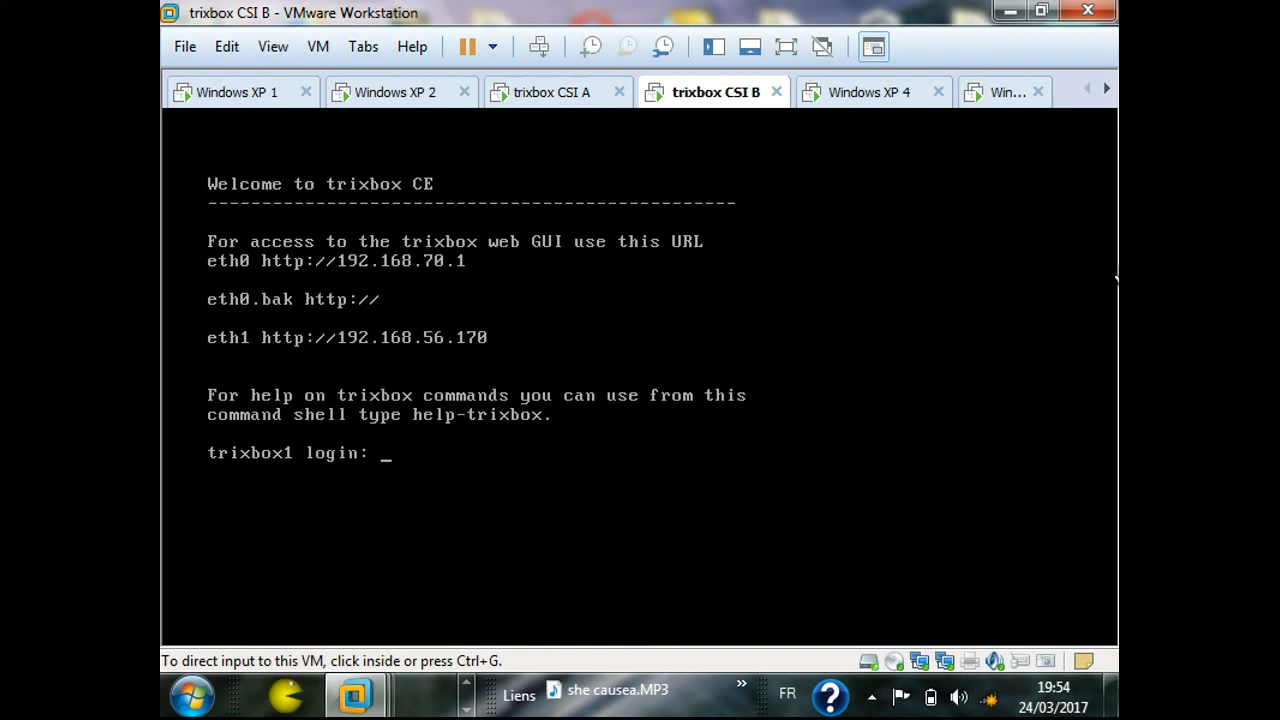 trixbox CSI B - VMware Workstation
File Edit View VM Tabs Help
Windows XP 1 Windows XP 2 trixbox CSI A trixbox CSI B Windows XP 4 Win...
Welcome to trixbox CE
-------------------------------------------------
For access to the trixbox web GUI use this URL
eth0 http://192.168.70.1
eth0.bak http://
eth1 http://192.168.56.170
For help on trixbox commands you can use from this
command shell type help-trixbox.
trixbox1 login: _
To direct input to this VM, click inside or press Ctrl+G.
Liens she causea.MP3 » FR 19:54
24/03/2017